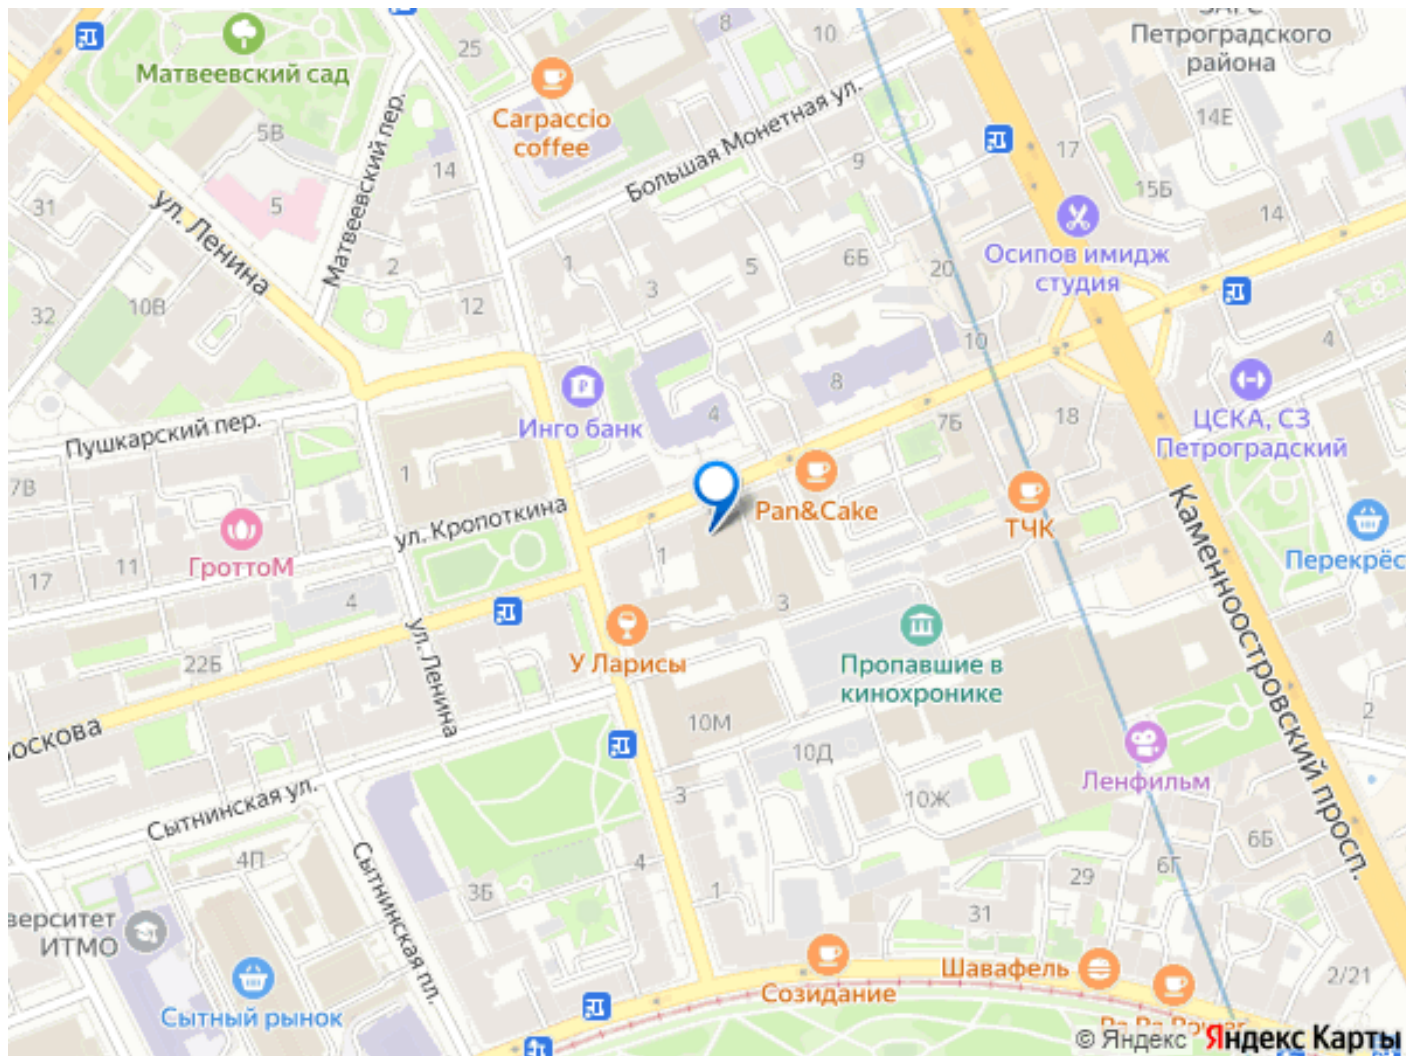 Петроградского
района
8
10
25
Матвеевский сад
Carpaccio
coffee
Большая Монетная ул.
14Е
5В
17
9
14
Матвеевский пер.
15Б
31
5
ул. Ленина
14
Осипов имидж
студия
6Б
20
1
5
2
3
10В
12
32
10
4
8
Инго банк
4
ЦСКА, СЗ
Петроградский
18
7Б
Пушкарский пер.
1
7В
Pan&Cake
ТЧК
Каменноостровский просп.
ул. Кропоткина
Перекрёс
ГроттоМ
11
17
1
4
3
ул. Ленина
У Ларисы
22Б
Пропавшие в
кинохронике
10М
2
10Д
Ленфильм
оскова
Сытнинская ул.
3
10Ж
6Б
4П
4
6Г
29
3Б
1
31
Сытнинская пл.
верситет
ИТМО
Шавафель
2/21
Созидание
Сытный рынок
© Яндекс Яндекс Карты